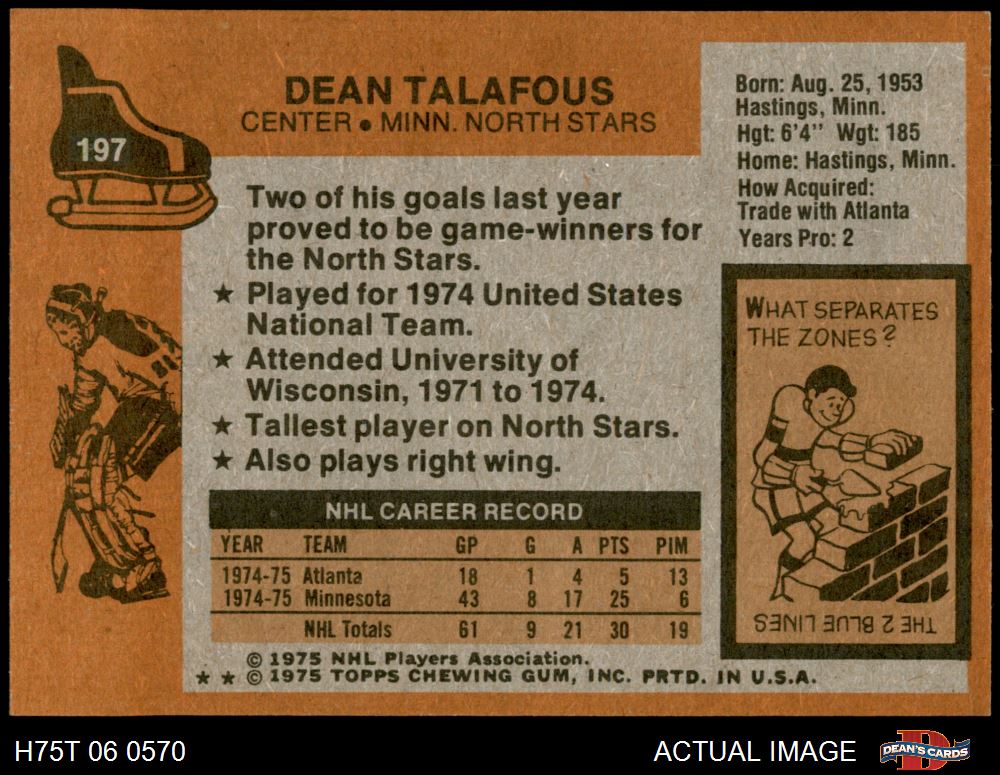 197
DEAN TALAFOUS
CENTER • MINN. NORTH STARS
Born: Aug. 25, 1953
Hastings, Minn.
Hgt: 6'4" Wgt: 185
Home: Hastings, Minn.
How Acquired:
Trade with Atlanta
Years Pro: 2
Two of his goals last year
proved to be game-winners for
the North Stars.
★ Played for 1974 United States
National Team.
★ Attended University of
Wisconsin, 1971 to 1974.
★ Tallest player on North Stars.
★ Also plays right wing.
WHAT SEPARATES
THE ZONES?
THE 2 BLUE LINES
NHL CAREER RECORD
YEAR TEAM GP G A PTS PIM
1974-75 Atlanta 18 1 4 5 13
1974-75 Minnesota 43 8 17 25 6
NHL Totals 61 9 21 30 19
© 1975 NHL Players Association.
★ ★ © 1975 TOPPS CHEWING GUM, INC. PRTD. IN U.S.A.
H75T 06 0570
ACTUAL IMAGE
DEAN'S CARDS